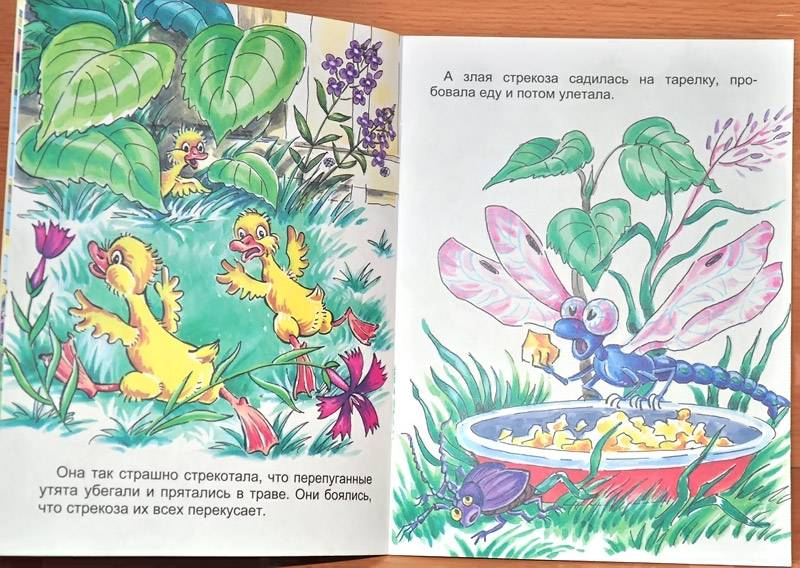 Она так страшно стрекотала, что перепуганные
утята убегали и прятались в траве. Они боялись,
что стрекоза их всех перекусает.
А злая стрекоза садилась на тарелку, про-
бовала еду и потом улетала.